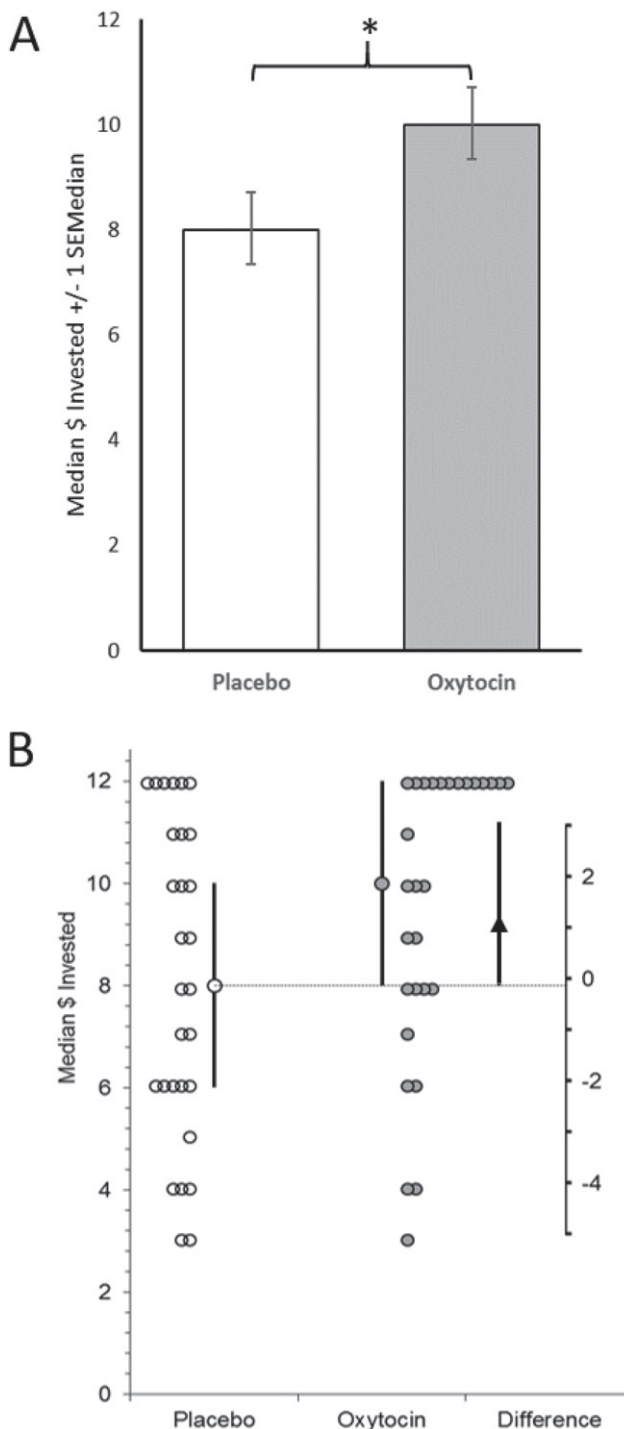 A
Median $ Invested +/- 1 SEMedian
12
10
8
6
4
2
0
*
Placebo
Oxytocin
B
Median $ Invested
12
10
8
6
4
2
0
2
0
-2
-4
Placebo
Oxytocin
Difference